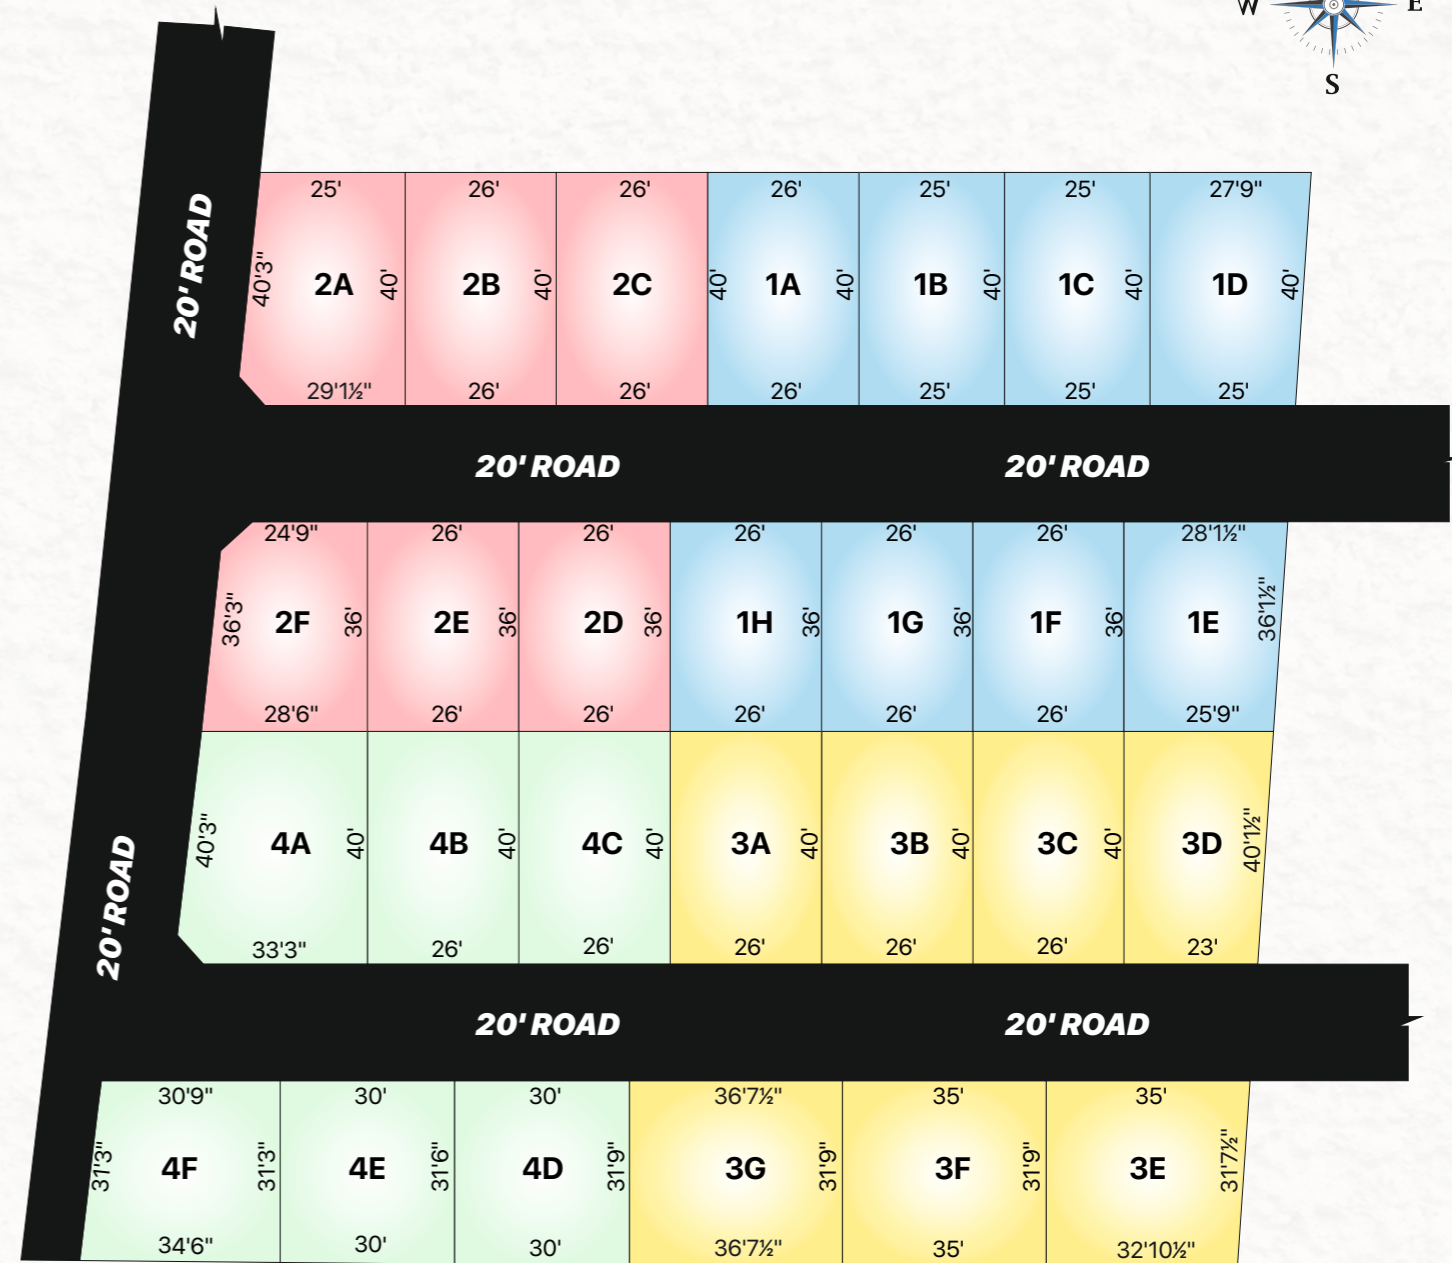 W E
S
25' 26' 26' 26' 25' 25' 27'9"
20' ROAD
40'3" 2A 40' 2B 40' 2C 40' 1A 40' 1B 40' 1C 40' 1D 40'
29'1½" 26' 26' 26' 25' 25' 25'
20' ROAD 20' ROAD
24'9" 26' 26' 26' 26' 26' 28'1½"
36'3" 2F 36' 2E 36' 2D 36' 1H 36' 1G 36' 1F 36' 1E 36'1½"
28'6" 26' 26' 26' 26' 26' 25'9"
40'3" 4A 40' 4B 40' 4C 40' 3A 40' 3B 40' 3C 40' 3D 40'1½"
20' ROAD
33'3" 26' 26' 26' 26' 26' 23'
20' ROAD 20' ROAD
30'9" 30' 30' 36'7½" 35' 35'
31'3" 4F 31'3" 4E 31'6" 4D 31'9" 3G 31'9" 3F 31'9" 3E 31'7½"
34'6" 30' 30' 36'7½" 35' 32'10½"